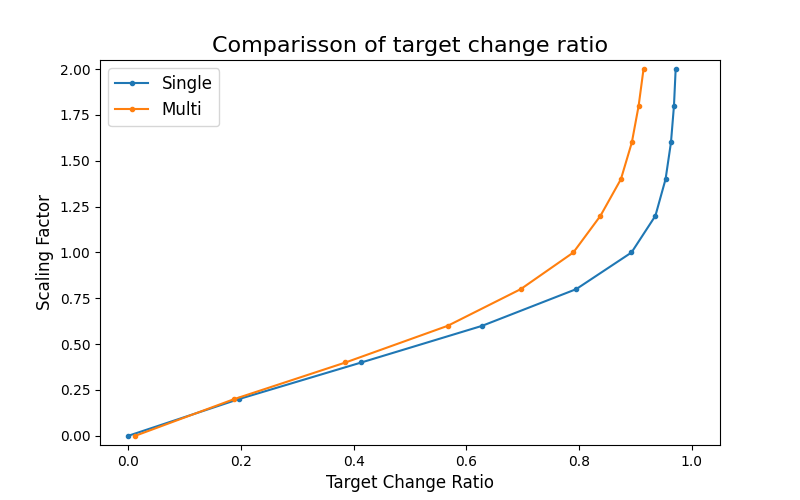 Comparisson of target change ratio
Single
Multi
2.00
1.75
1.50
1.25
1.00
0.75
0.50
0.25
0.00
Scaling Factor
0.0 0.2 0.4 0.6 0.8 1.0
Target Change Ratio